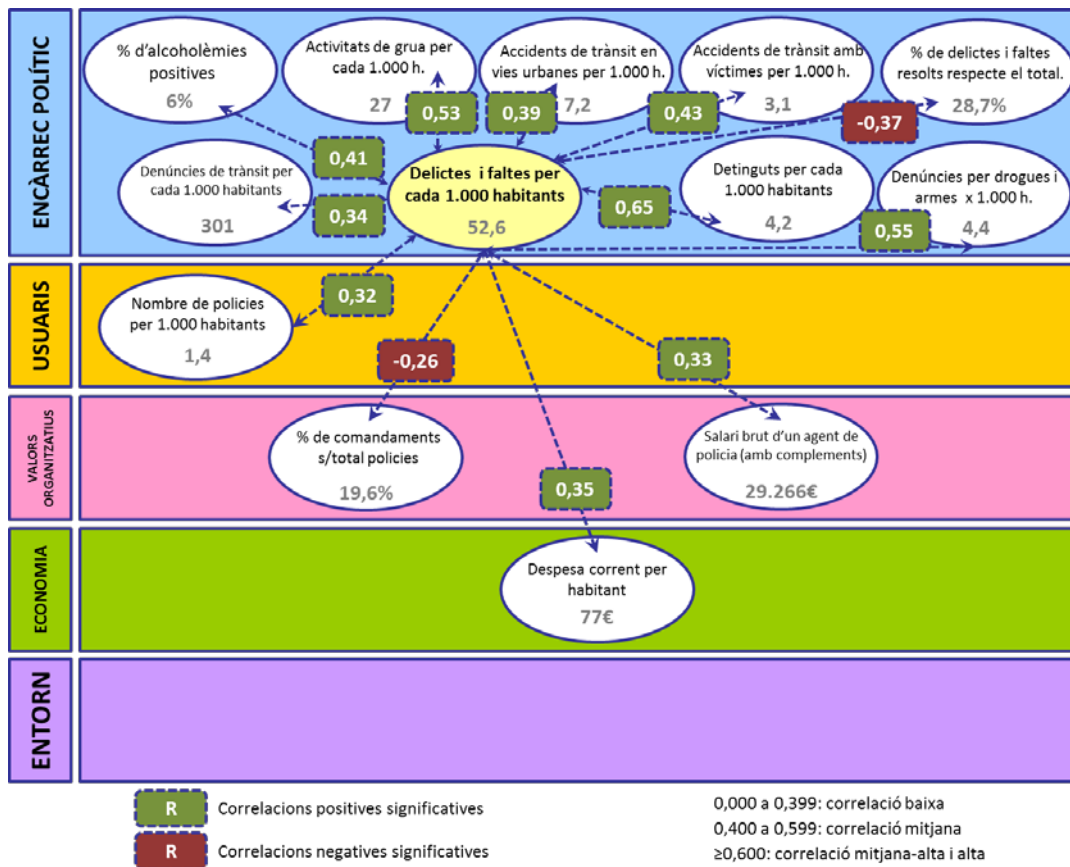 ENCÀRREC POLÍTIC
% d'alcoholèmies
positives
6%
Activitats de grua per
cada 1.000 h.
27
Accidents de trànsit en
vies urbanes per 1.000 h.
7,2
Accidents de trànsit amb
víctimes per 1.000 h.
3,1
% de delictes i faltes
resolts respecte el total.
28,7%
0,53
0,39
0,43
-0,37
0,41
Denúncies de trànsit per
cada 1.000 habitants
301
0,34
Delictes i faltes per
cada 1.000 habitants
52,6
0,65
Detinguts per cada
1.000 habitants
4,2
Denúncies per drogues i
armes x 1.000 h.
4,4
0,55
USUARIS
Nombre de policies
per 1.000 habitants
1,4
0,32
-0,26
0,33
VALORS
ORGANITZATIUS
% de comandaments
s/total policies
19,6%
Salari brut d'un agent de
policia (amb complements)
29.266€
0,35
ECONOMIA
Despesa corrent per
habitant
77€
ENTORN
R Correlacions positives significatives
R Correlacions negatives significatives
0,000 a 0,399: correlació baixa
0,400 a 0,599: correlació mitjana
≥0,600: correlació mitjana-alta i alta